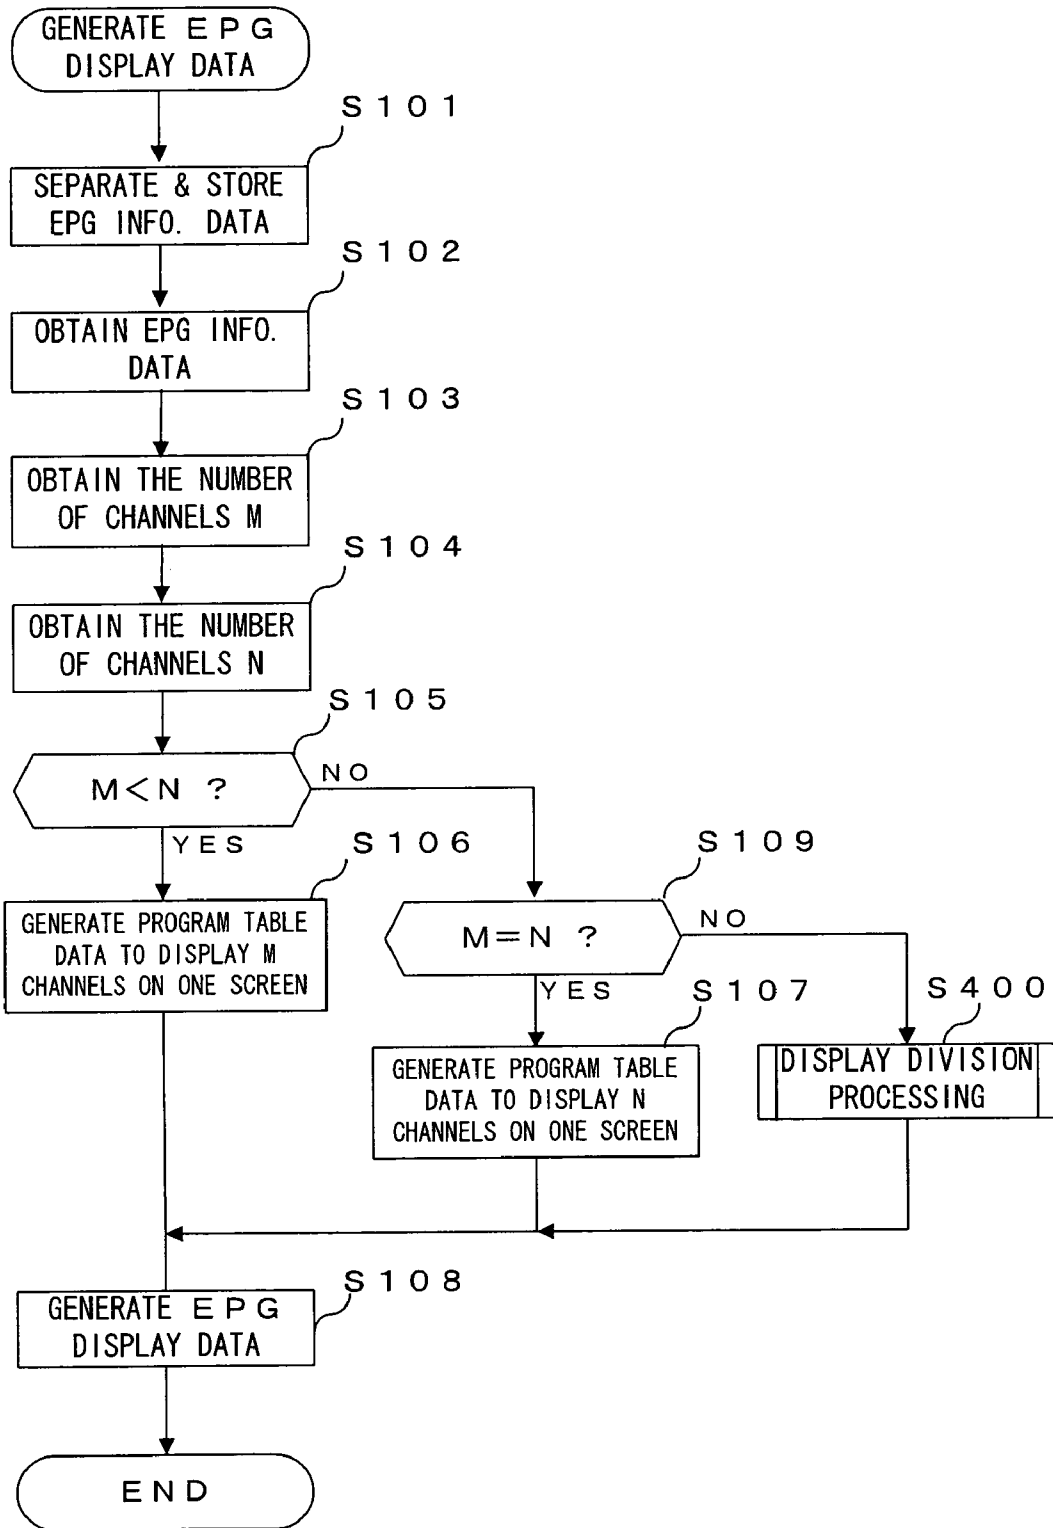 GENERATE EPG
DISPLAY DATA
S101
SEPARATE & STORE
EPG INFO. DATA
S102
OBTAIN EPG INFO.
DATA
S103
OBTAIN THE NUMBER
OF CHANNELS M
S104
OBTAIN THE NUMBER
OF CHANNELS N
S105
M<N ?
NO
YES
S106
GENERATE PROGRAM TABLE
DATA TO DISPLAY M
CHANNELS ON ONE SCREEN
S109
M=N ?
NO
YES
S107
GENERATE PROGRAM TABLE
DATA TO DISPLAY N
CHANNELS ON ONE SCREEN
S400
DISPLAY DIVISION
PROCESSING
S108
GENERATE EPG
DISPLAY DATA
END